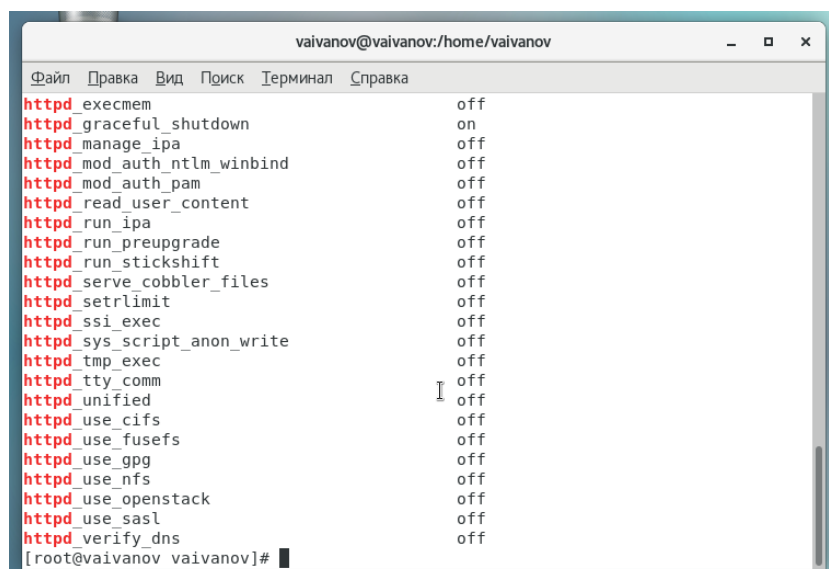 vaivanov@vaivanov:/home/vaivanov
Файл Правка Вид Поиск Терминал Справка
httpd_execmem off
httpd_graceful_shutdown on
httpd_manage_ipa off
httpd_mod_auth_ntlm_winbind off
httpd_mod_auth_pam off
httpd_read_user_content off
httpd_run_ipa off
httpd_run_preupgrade off
httpd_run_stickshift off
httpd_serve_cobbler_files off
httpd_setrlimit off
httpd_ssi_exec off
httpd_sys_script_anon_write off
httpd_tmp_exec off
httpd_tty_comm off
httpd_unified off
httpd_use_cifs off
httpd_use_fusefs off
httpd_use_gpg off
httpd_use_nfs off
httpd_use_openstack off
httpd_use_sasl off
httpd_verify_dns off
[root@vaivanov vaivanov]#